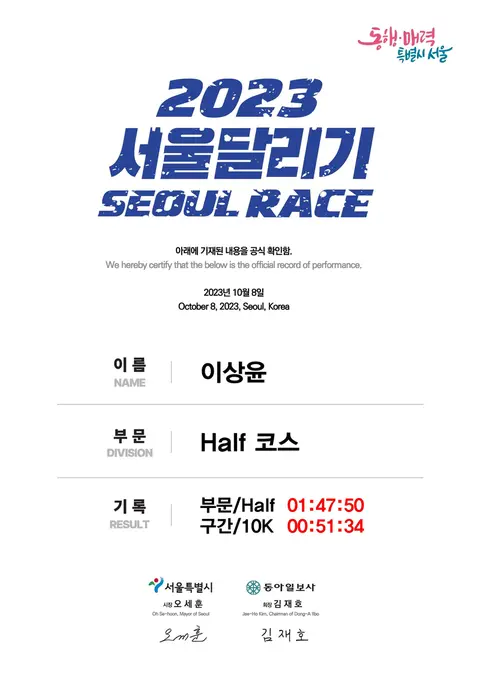 동행·매력
특별시 서울
2023
서울달리기
SEOUL RACE
아래에 기재된 내용을 공식 확인함.
We hereby certify that the below is the official record of performance.
2023년 10월 8일
October 8, 2023, Seoul, Korea
이 름
NAME
이상윤
부 문
DIVISION
Half 코스
기 록
RESULT
부문/Half 01:47:50
구간/10K 00:51:34
서울특별시
시장 오 세 훈
Oh Se-hoon, Mayor of Seoul
오세훈
동아일보사
회장 김 재 호
Jae-Ho Kim, Chairman of Dong-A Ilbo
김 재 호